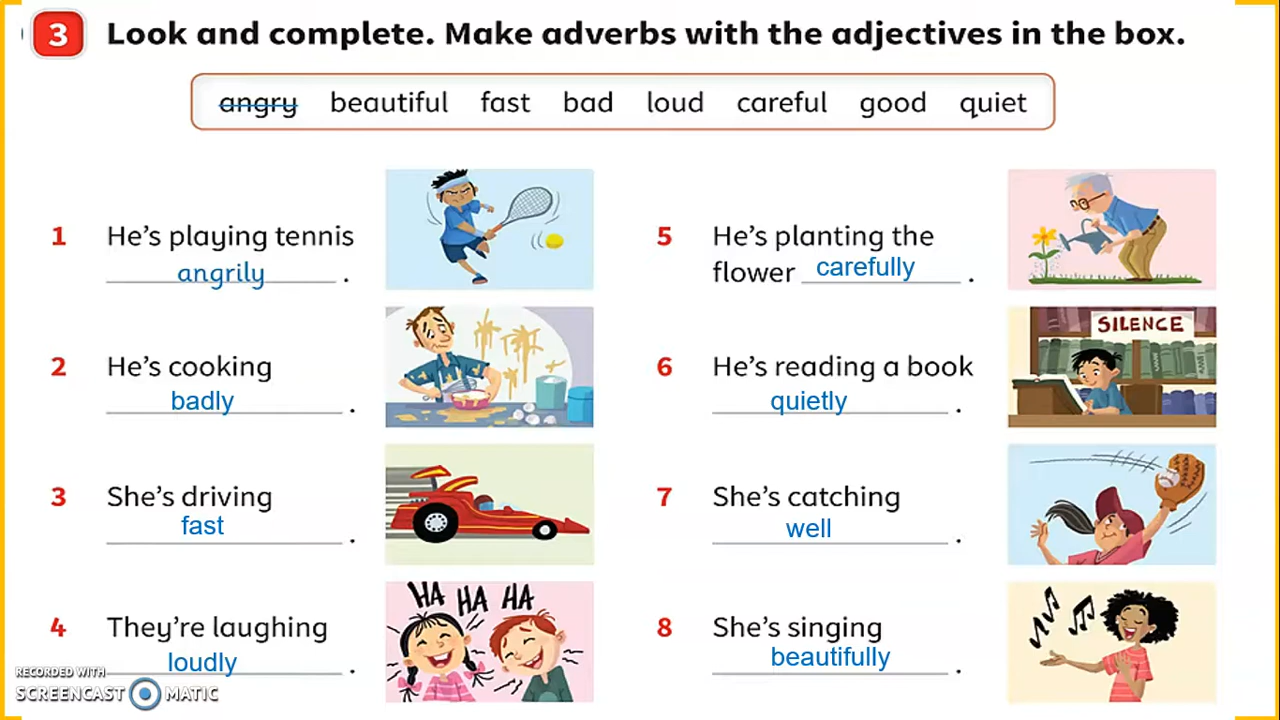 3 Look and complete. Make adverbs with the adjectives in the box.
angry beautiful fast bad loud careful good quiet
1 He's playing tennis
angrily .
2 He's cooking
badly .
3 She's driving
fast .
4 They're laughing
loudly .
HA HA HA
5 He's planting the
flower carefully .
6 He's reading a book
quietly .
SILENCE
7 She's catching
well .
8 She's singing
beautifully .
RECORDED WITH
SCREENCAST MATIC